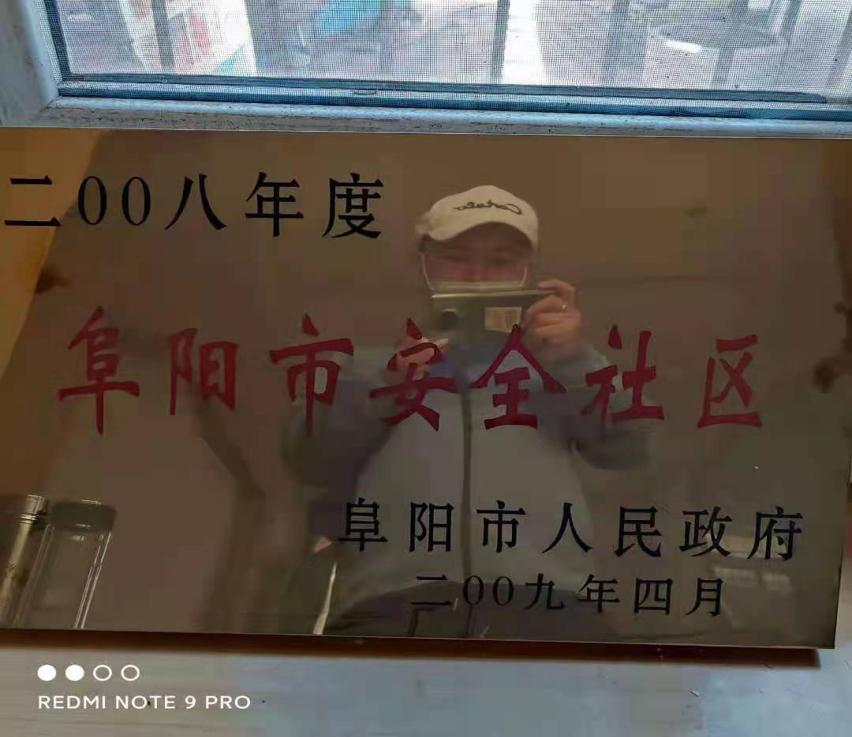 二00八年度
阜阳市安全社区
阜阳市人民政府
二00九年四月
REDMI NOTE 9 PRO